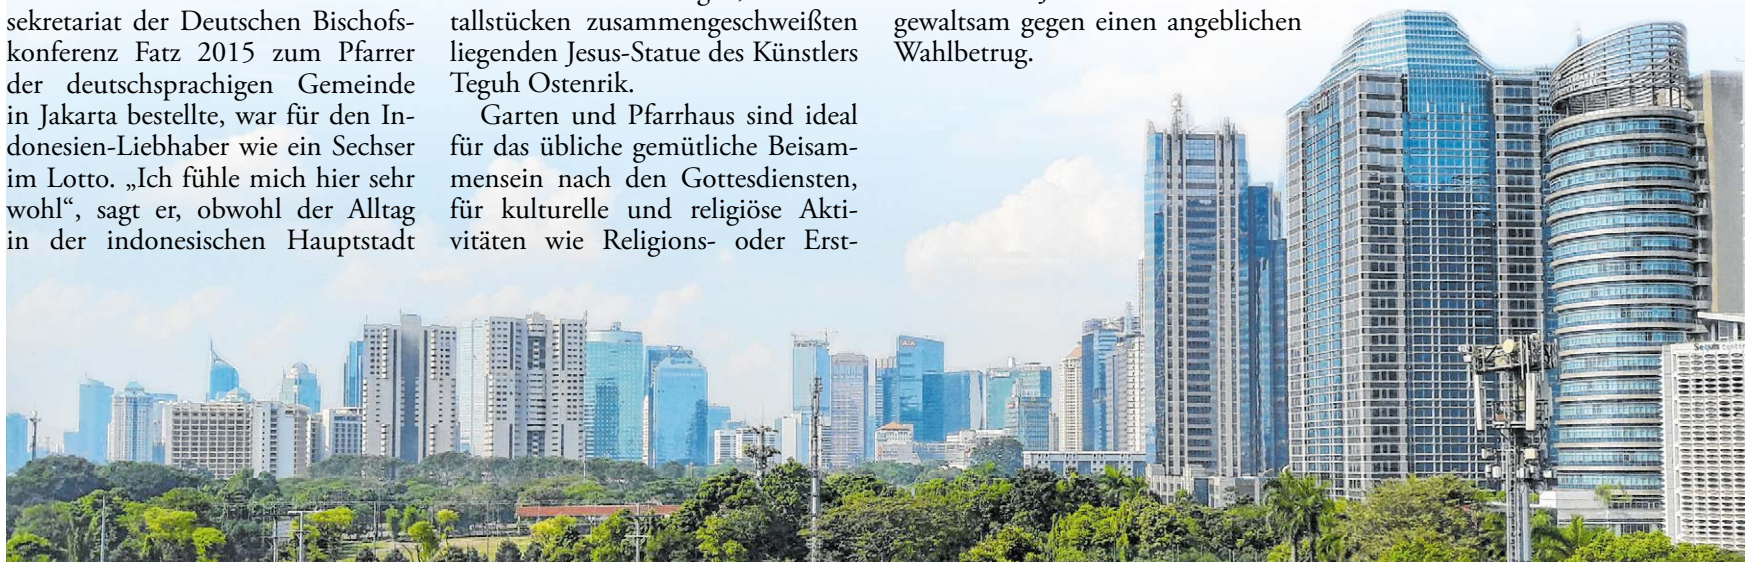 sekretariat der Deutschen Bischofs-
konferenz Fatz 2015 zum Pfarrer
der deutschsprachigen Gemeinde
in Jakarta bestellte, war für den In-
donesien-Liebhaber wie ein Sechser
im Lotto. „Ich fühle mich hier sehr
wohl“, sagt er, obwohl der Alltag
in der indonesischen Hauptstadt
tallstücken zusammengeschweißten
liegenden Jesus-Statue des Künstlers
Teguh Ostenrik.
Garten und Pfarrhaus sind ideal
für das übliche gemütliche Beisam-
mensein nach den Gottesdiensten,
für kulturelle und religiöse Akti-
vitäten wie Religions- oder Erst-
gewaltsam gegen einen angeblichen
Wahlbetrug.
AIA